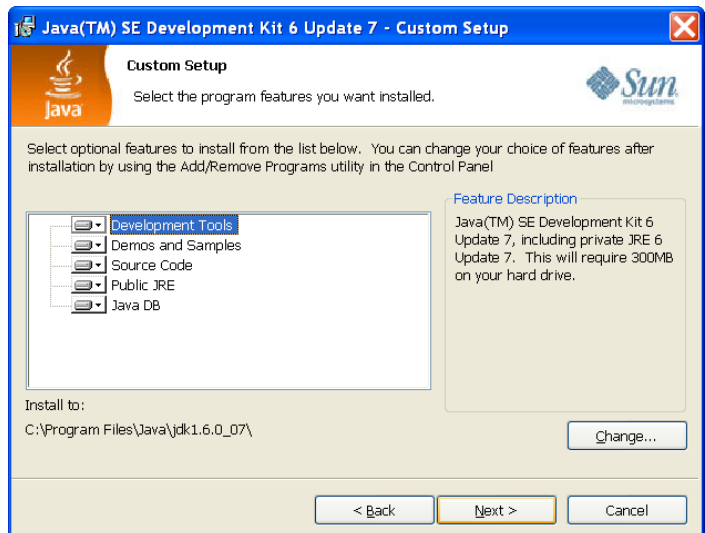 Java(TM) SE Development Kit 6 Update 7 - Custom Setup
Custom Setup
Select the program features you want installed.
Java
Sun
microsystems
Select optional features to install from the list below. You can change your choice of features after
installation by using the Add/Remove Programs utility in the Control Panel
Development Tools
Demos and Samples
Source Code
Public JRE
Java DB
Feature Description
Java(TM) SE Development Kit 6
Update 7, including private JRE 6
Update 7. This will require 300MB
on your hard drive.
Install to:
C:\Program Files\Java\jdk1.6.0_07\
Change...
< Back
Next >
Cancel